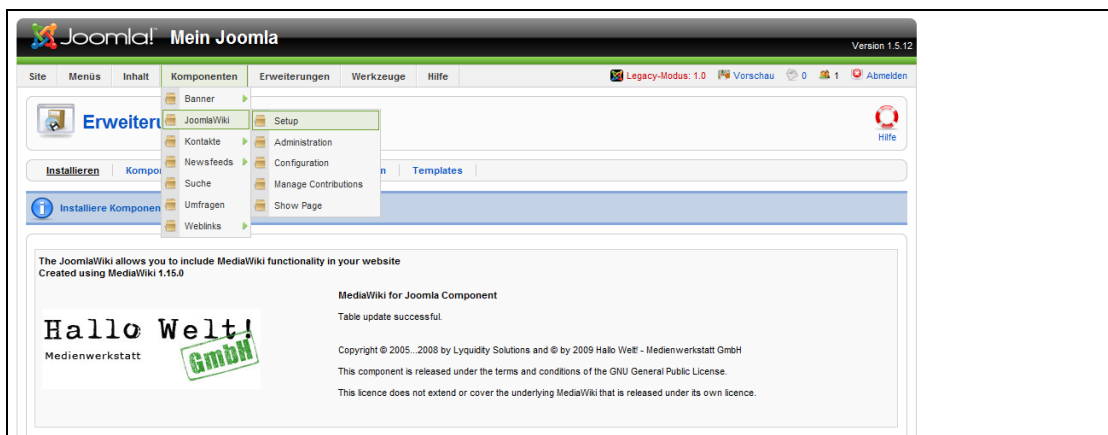 Joomla! Mein Joomla
Version 1.5.12
Site Menüs Inhalt Komponenten Erweiterungen Werkzeuge Hilfe Legacy-Modus: 1.0 Vorschau 0 1 Abmelden
Banner
Erweiteru JoomlaWiki Setup
Kontakte Administration
Hilfe
Installieren Kompo Newsfeeds Configuration n Templates
Suche Manage Contributions
Installiere Komponen Umfragen Show Page
Weblinks
The JoomlaWiki allows you to include MediaWiki functionality in your website
Created using MediaWiki 1.15.0
MediaWiki for Joomla Component
Table update successful.
Hallo Welt!
Medienwerkstatt GmbH
Copyright © 2005...2008 by Lyquidity Solutions and © by 2009 Hallo Welt! - Medienwerkstatt GmbH
This component is released under the terms and conditions of the GNU General Public License.
This licence does not extend or cover the underlying MediaWiki that is released under its own licence.